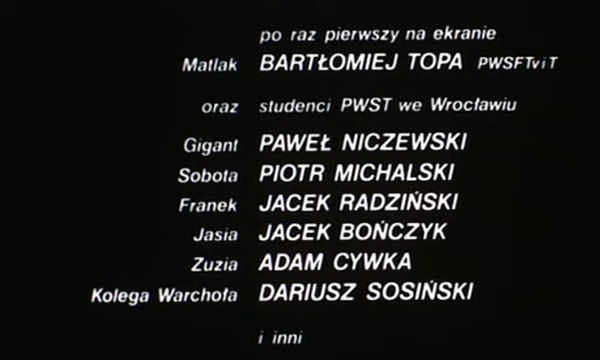 po raz pierwszy na ekranie
Matlak BARTŁOMIEJ TOPA PWSFTviT
oraz studenci PWST we Wrocławiu
Gigant PAWEŁ NICZEWSKI
Sobota PIOTR MICHALSKI
Franek JACEK RADZIŃSKI
Jasia JACEK BOŃCZYK
Zuzia ADAM CYWKA
Kolega Warchoła DARIUSZ SOSIŃSKI
i inni